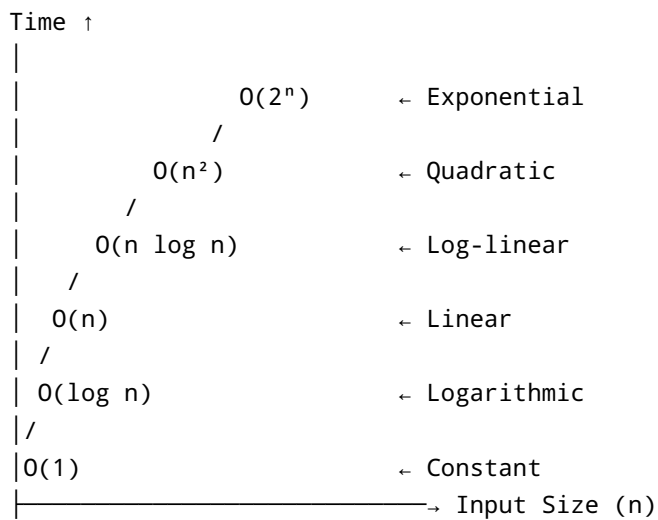 Time ↑
O(2ⁿ) ← Exponential
O(n²) ← Quadratic
O(n log n) ← Log-linear
O(n) ← Linear
O(log n) ← Logarithmic
O(1) ← Constant
→ Input Size (n)